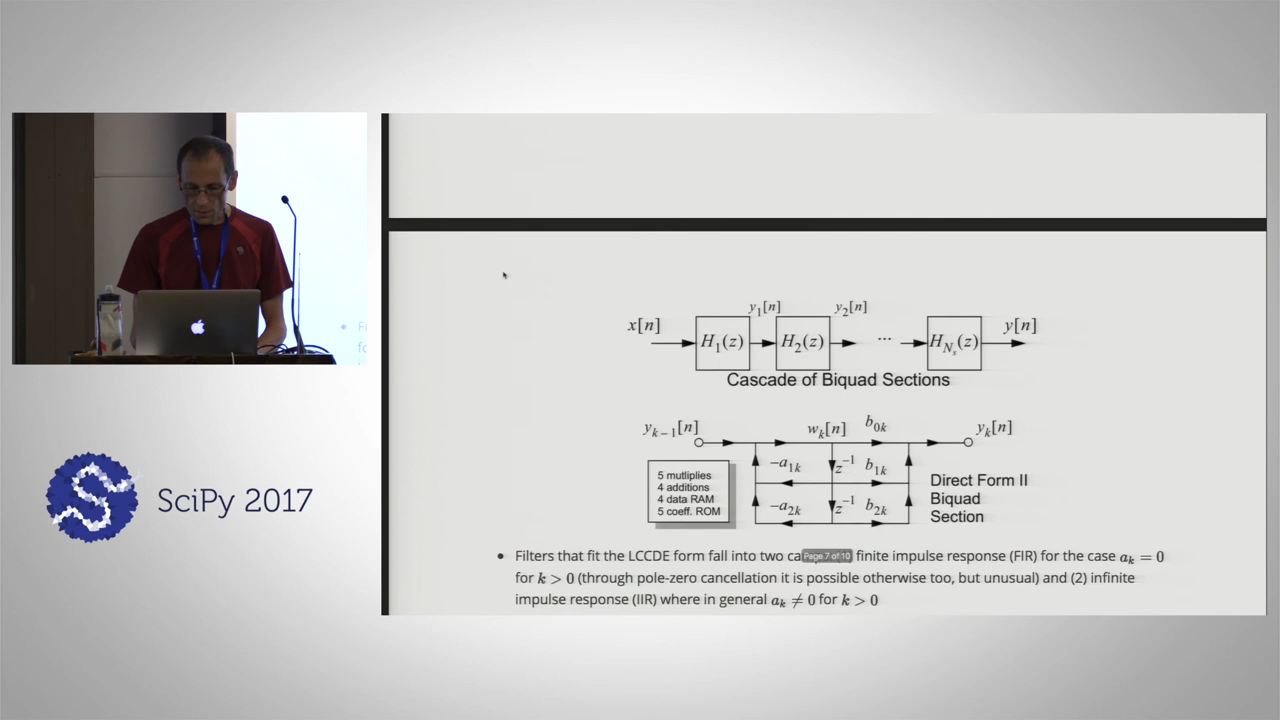 x[n] y₁[n] y₂[n] y[n]
H₁(z) H₂(z) ··· H_{N_s}(z)
Cascade of Biquad Sections
y_{k−1}[n] w_k[n] b_{0k} y_k[n]
5 mutliplies
4 additions
4 data RAM
5 coeff. ROM
−a_{1k} z⁻¹ b_{1k}
−a_{2k} z⁻¹ b_{2k}
Direct Form II
Biquad
Section
• Filters that fit the LCCDE form fall into two ca Page 7 of 10 finite impulse response (FIR) for the case a_k = 0
for k > 0 (through pole-zero cancellation it is possible otherwise too, but unusual) and (2) infinite
impulse response (IIR) where in general a_k ≠ 0 for k > 0
SciPy 2017